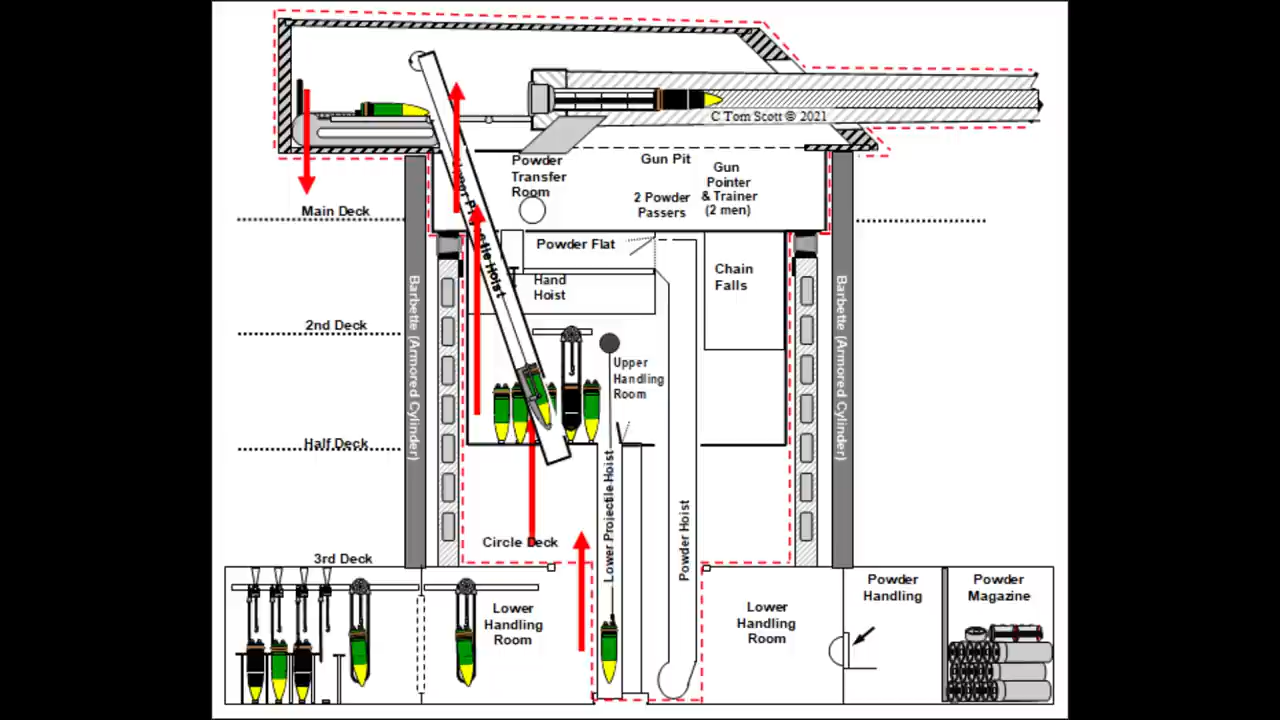 C Tom Scott © 2021
Powder
Transfer
Room
Gun Pit
2 Powder
Passers
Gun
Pointer
& Trainer
(2 men)
Main Deck
Powder Flat
Hand
Hoist
Chain
Falls
Barbette (Armored Cylinder)
Barbette (Armored Cylinder)
2nd Deck
Upper
Handling
Room
Half Deck
Lower Projectile Hoist
Powder Hoist
Circle Deck
3rd Deck
Lower
Handling
Room
Lower
Handling
Room
Powder
Handling
Powder
Magazine